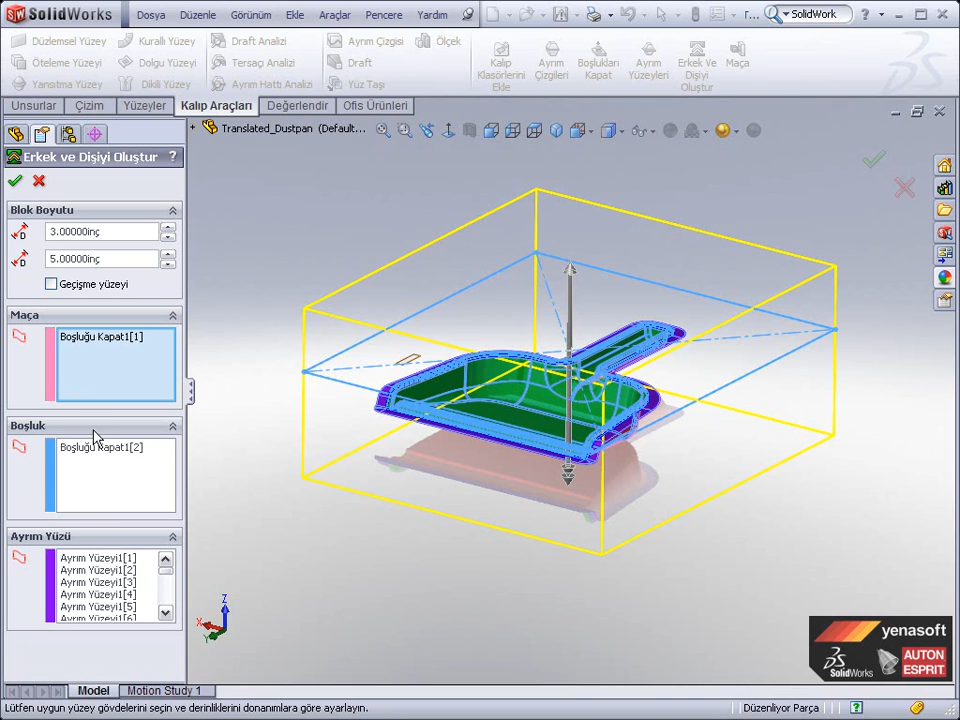 SolidWorks Dosya Düzenle Görünüm Ekle Araçlar Pencere Yardım SolidWork
Düzlemsel Yüzey Kurallı Yüzey Draft Analizi Ayrım Çizgisi Ölçek
Öteleme Yüzeyi Dolgu Yüzeyi Tersaçı Analizi Draft
Yansıtma Yüzey Dikili Yüzey Ayrım Hattı Analizi Yüz Taşı
Kalıp Klasörlerini Ekle
Ayrım Çizgileri
Boşlukları Kapat
Ayrım Yüzeyleri
Erkek Ve Dişiyi Oluştur
Maça
Unsurlar Çizim Yüzeyler Kalıp Araçları Değerlendir Ofis Ürünleri
Translated_Dustpan (Default...
Erkek ve Dişiyi Oluştur ?
Blok Boyutu
3.00000inç
5.00000inç
Geçişme yüzeyi
Maça
Boşluğu Kapat1[1]
Boşluk
Boşluğu Kapat1[2]
Ayrım Yüzü
Ayrım Yüzeyi1[1]
Ayrım Yüzeyi1[2]
Ayrım Yüzeyi1[3]
Ayrım Yüzeyi1[4]
Ayrım Yüzeyi1[5]
Ayrım Yüzeyi1[6]
Z
X
Y
yenasoft
SolidWorks
AUTON
ESPRIT
Model Motion Study 1
Lütfen uygun yüzey gövdelerini seçin ve derinliklerini donanımlara göre ayarlayın. Düzenliyor Parça